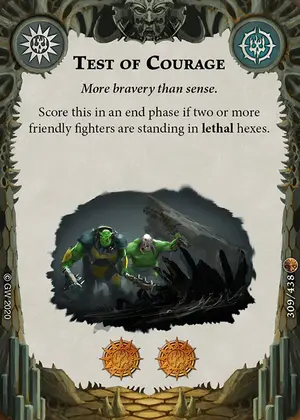 TEST OF COURAGE
More bravery than sense.
Score this in an end phase if two or more
friendly fighters are standing in lethal hexes.
© GW 2020
309/438